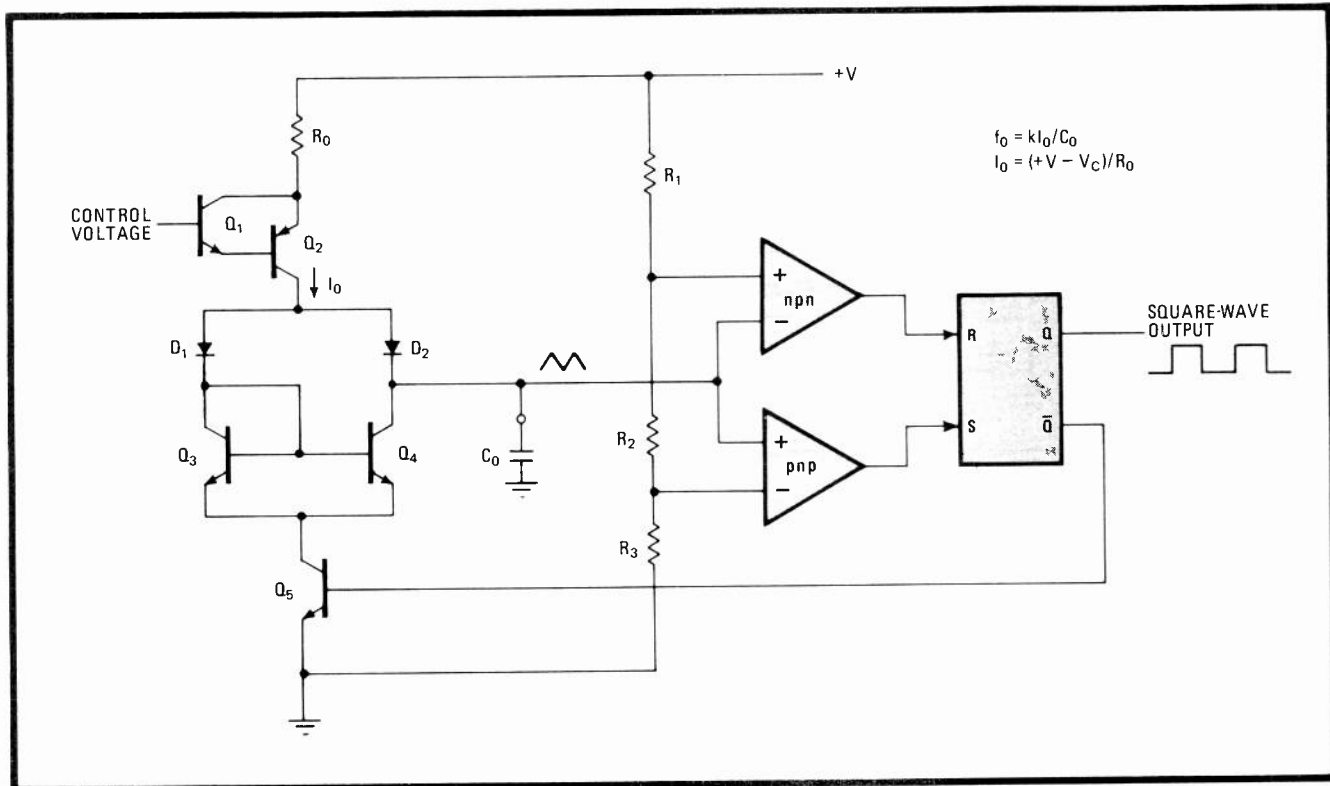 +V
R₀
f₀ = kI₀/C₀
I₀ = (+V − V_C)/R₀
R₁
CONTROL
VOLTAGE
Q₁
Q₂
I₀
+
npn
−
SQUARE-WAVE
OUTPUT
R
Q
D₁
D₂
+
pnp
−
S
Q̅
R₂
Q₃
Q₄
C₀
R₃
Q₅